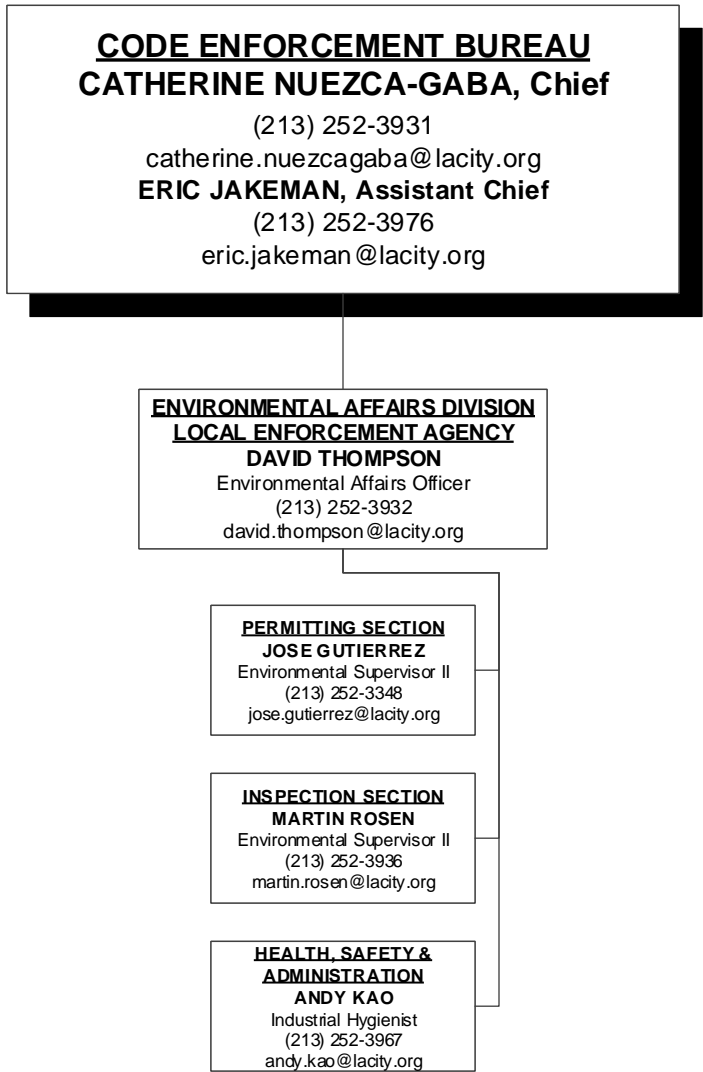 CODE ENFORCEMENT BUREAU
CATHERINE NUEZCA-GABA, Chief
(213) 252-3931
catherine.nuezcagaba@lacity.org
ERIC JAKEMAN, Assistant Chief
(213) 252-3976
eric.jakeman@lacity.org
ENVIRONMENTAL AFFAIRS DIVISION
LOCAL ENFORCEMENT AGENCY
DAVID THOMPSON
Environmental Affairs Officer
(213) 252-3932
david.thompson@lacity.org
PERMITTING SECTION
JOSE GUTIERREZ
Environmental Supervisor II
(213) 252-3348
jose.gutierrez@lacity.org
INSPECTION SECTION
MARTIN ROSEN
Environmental Supervisor II
(213) 252-3936
martin.rosen@lacity.org
HEALTH, SAFETY &
ADMINISTRATION
ANDY KAO
Industrial Hygienist
(213) 252-3967
andy.kao@lacity.org